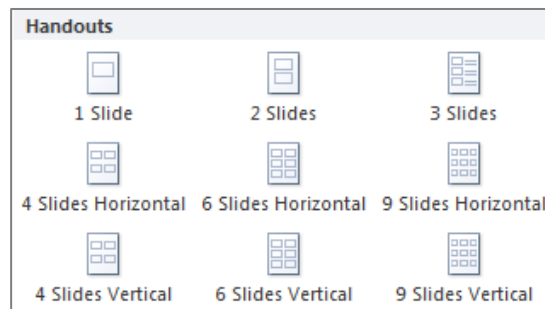 Handouts
1 Slide 2 Slides 3 Slides
4 Slides Horizontal 6 Slides Horizontal 9 Slides Horizontal
4 Slides Vertical 6 Slides Vertical 9 Slides Vertical